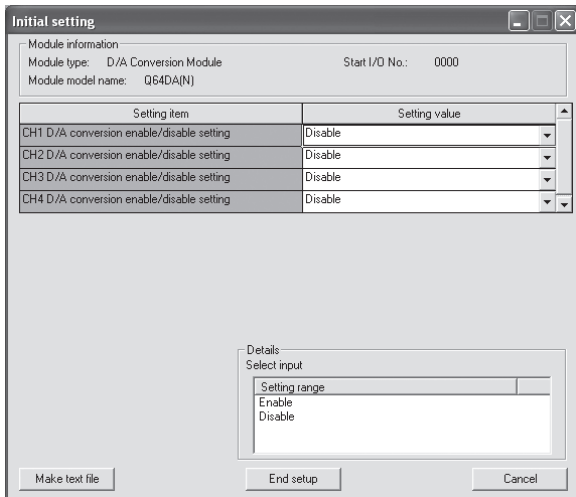 Initial setting
Module information
Module type: D/A Conversion Module Start I/O No.: 0000
Module model name: Q64DA(N)
Setting item Setting value
CH1 D/A conversion enable/disable setting Disable
CH2 D/A conversion enable/disable setting Disable
CH3 D/A conversion enable/disable setting Disable
CH4 D/A conversion enable/disable setting Disable
Details
Select input
Setting range
Enable
Disable
Make text file End setup Cancel